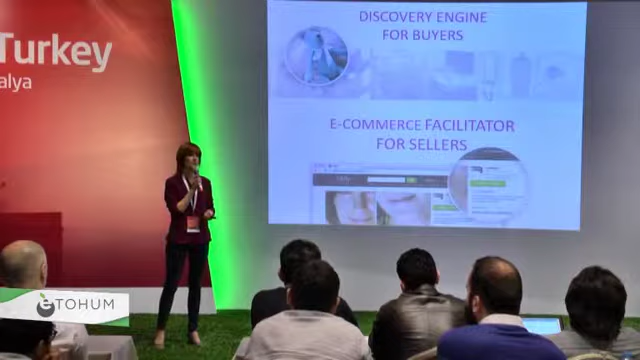 Turkey
alya
DISCOVERY ENGINE
FOR BUYERS
E-COMMERCE FACILITATOR
FOR SELLERS
eTOHUM